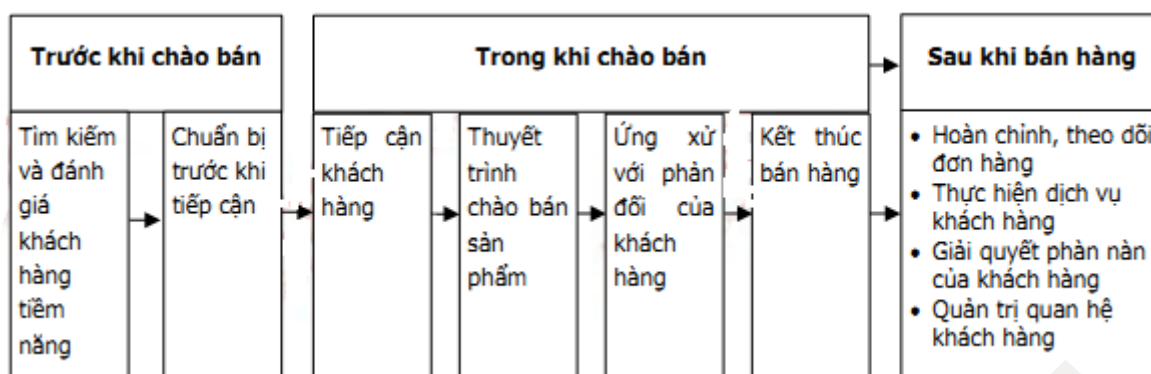 Trước khi chào bán
Trong khi chào bán
Sau khi bán hàng
Tìm kiếm
và đánh
giá
khách
hàng
tiềm
năng
Chuẩn bị
trước khi
tiếp cận
Tiếp cận
khách
hàng
Thuyết
trình
chào bán
sản
phẩm
Ứng xử
với phản
đối của
khách
hàng
Kết thúc
bán hàng
• Hoàn chỉnh, theo dõi
đơn hàng
• Thực hiện dịch vụ
khách hàng
• Giải quyết phàn nàn
của khách hàng
• Quản trị quan hệ
khách hàng